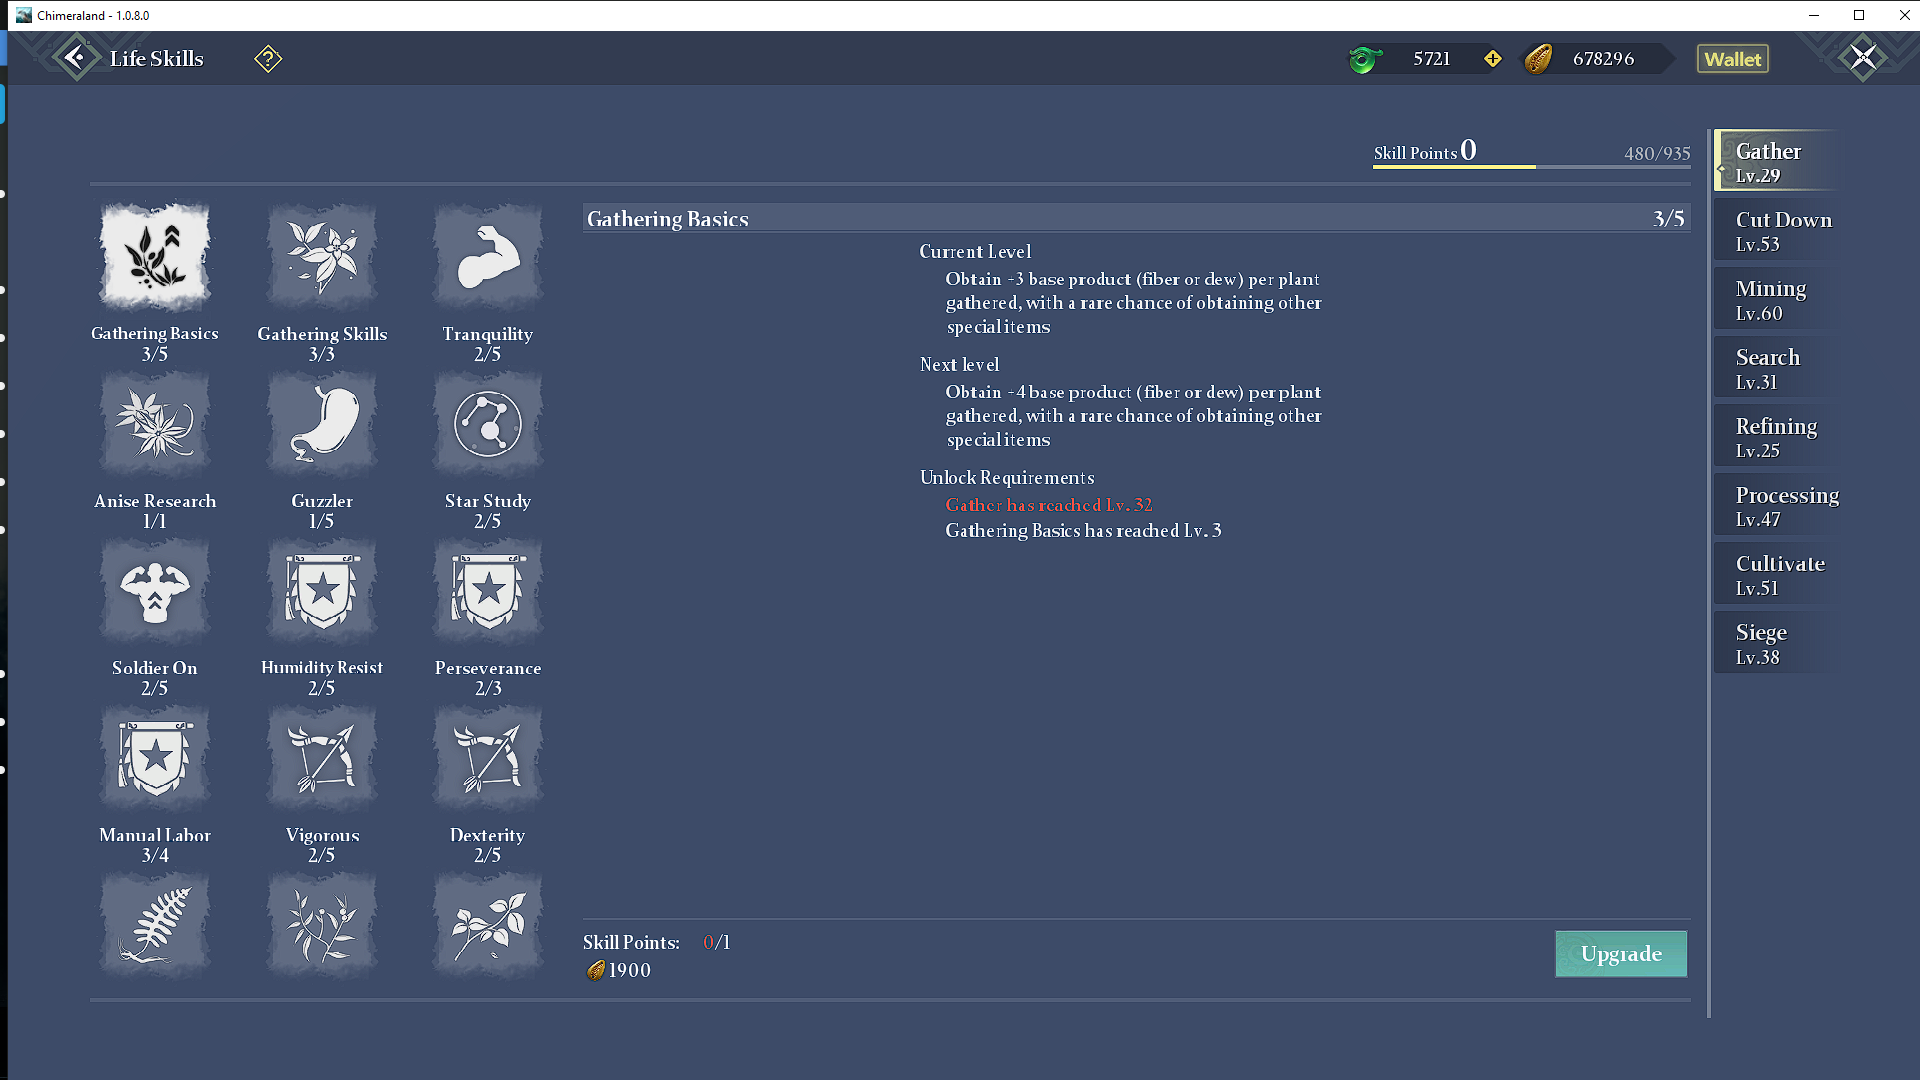 Chimeraland - 1.0.8.0
Life Skills
?
5721
678296
Wallet
Skill Points 0
480/935
Gathering Basics
3/5
Gathering Skills
3/3
Tranquility
2/5
Anise Research
1/1
Guzzler
1/5
Star Study
2/5
Soldier On
2/5
Humidity Resist
2/5
Perseverance
2/3
Manual Labor
3/4
Vigorous
2/5
Dexterity
2/5
Gathering Basics
3/5
Current Level
Obtain +3 base product (fiber or dew) per plant
gathered, with a rare chance of obtaining other
special items
Next level
Obtain +4 base product (fiber or dew) per plant
gathered, with a rare chance of obtaining other
special items
Unlock Requirements
Gather has reached Lv. 32
Gathering Basics has reached Lv. 3
Skill Points: 0/1
1900
Upgrade
Gather
Lv.29
Cut Down
Lv.53
Mining
Lv.60
Search
Lv.31
Refining
Lv.25
Processing
Lv.47
Cultivate
Lv.51
Siege
Lv.38